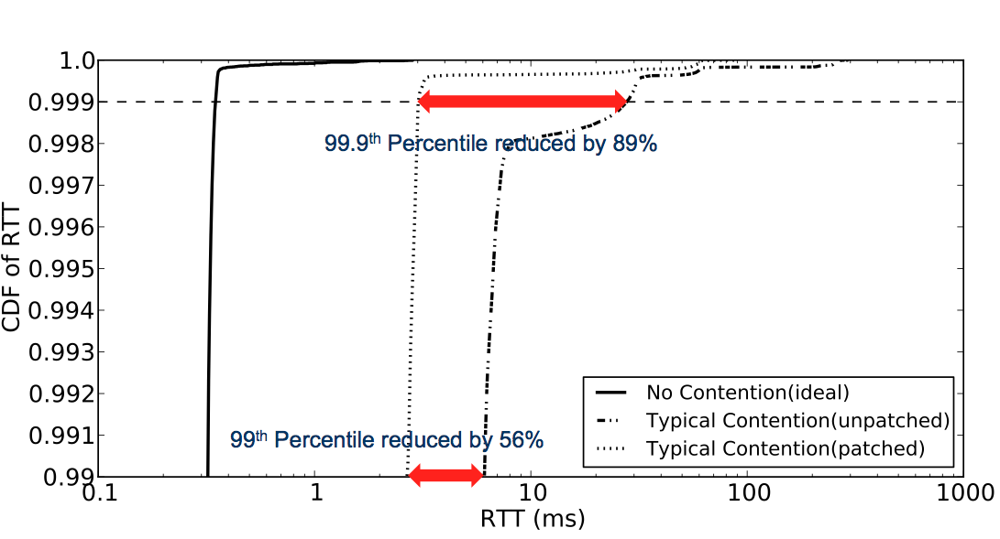 1.0
0.999
99.9th Percentile reduced by 89%
0.998
0.997
0.996
0.995
0.994
0.993
0.992
0.991
0.99
CDF of RTT
99th Percentile reduced by 56%
No Contention(ideal)
Typical Contention(unpatched)
Typical Contention(patched)
0.1 1 10 100 1000
RTT (ms)